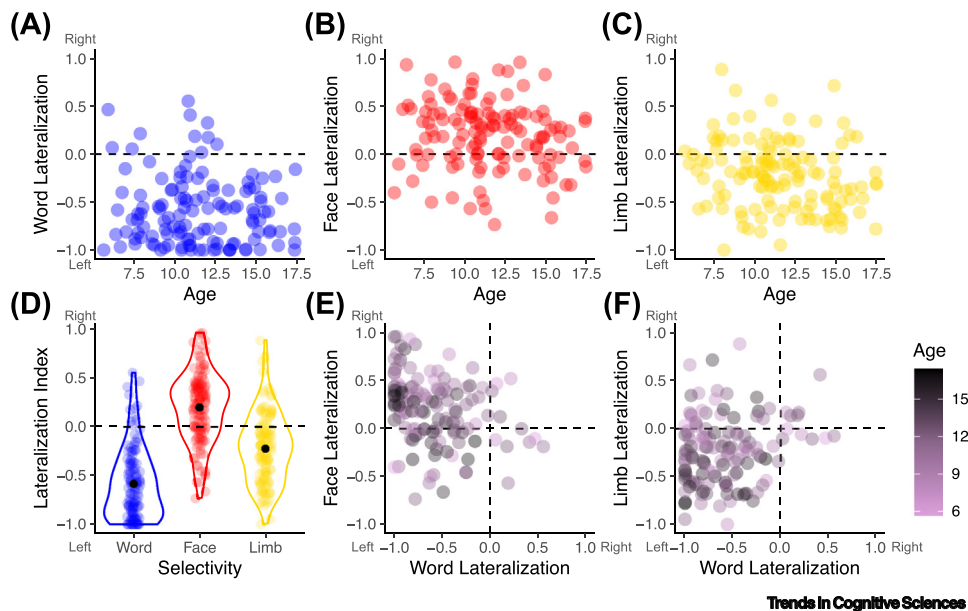 (A)
Right
1.0
0.5
0.0
−0.5
−1.0
Left
Word Lateralization
7.5 10.0 12.5 15.0 17.5
Age
(B)
Right
1.0
0.5
0.0
−0.5
−1.0
Left
Face Lateralization
7.5 10.0 12.5 15.0 17.5
Age
(C)
Right
1.0
0.5
0.0
−0.5
−1.0
Left
Limb Lateralization
7.5 10.0 12.5 15.0 17.5
Age
(D)
Right
1.0
0.5
0.0
−0.5
−1.0
Left
Lateralization Index
Word Face Limb
Selectivity
(E)
Right
1.0
0.5
0.0
−0.5
−1.0
Face Lateralization
Left −1.0 −0.5 0.0 0.5 1.0 Right
Word Lateralization
(F)
Right
1.0
0.5
0.0
−0.5
−1.0
Limb Lateralization
Left −1.0 −0.5 0.0 0.5 1.0 Right
Word Lateralization
Age
15
12
9
6
Trends in Cognitive Sciences